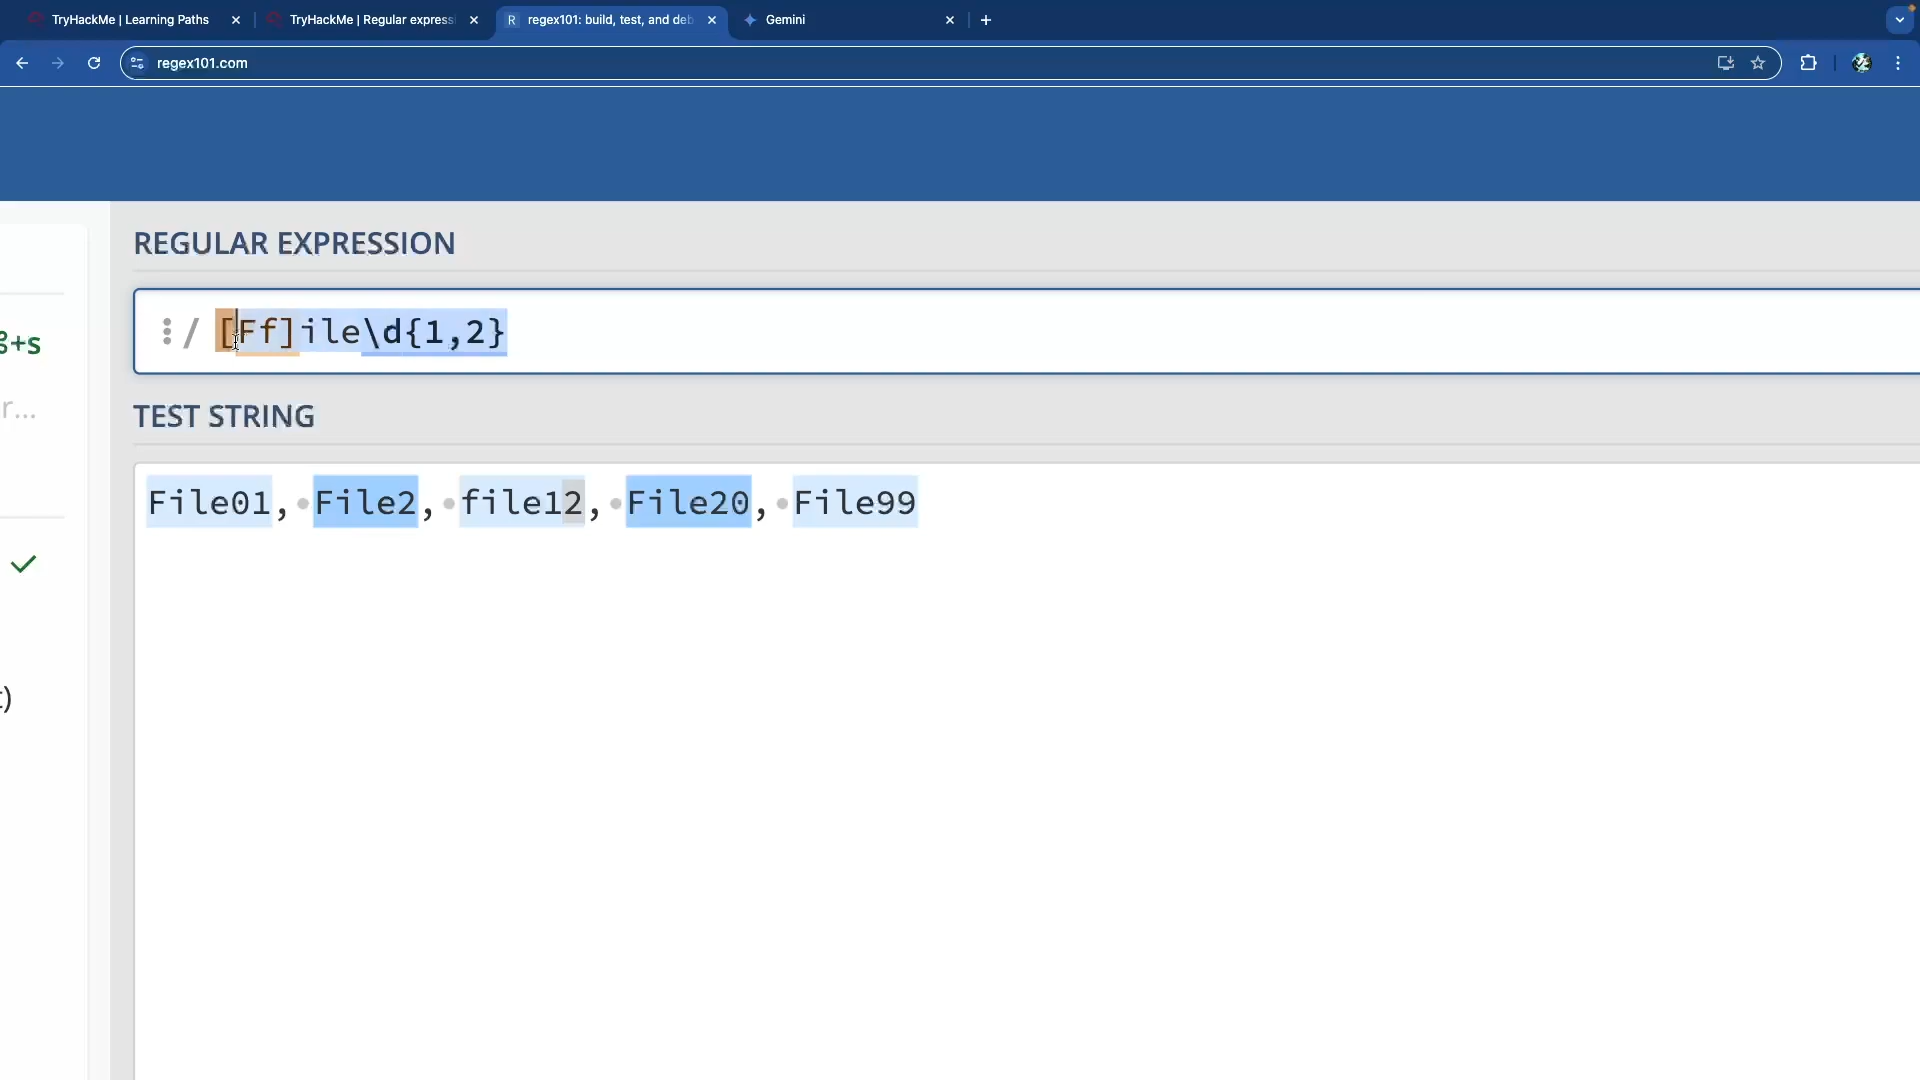 TryHackMe | Learning Paths
TryHackMe | Regular express
R regex101: build, test, and deb
Gemini
regex101.com
REGULAR EXPRESSION
/ [Ff]ile\d{1,2}
⌘+s
TEST STRING
r...
File01, File2, file12, File20, File99